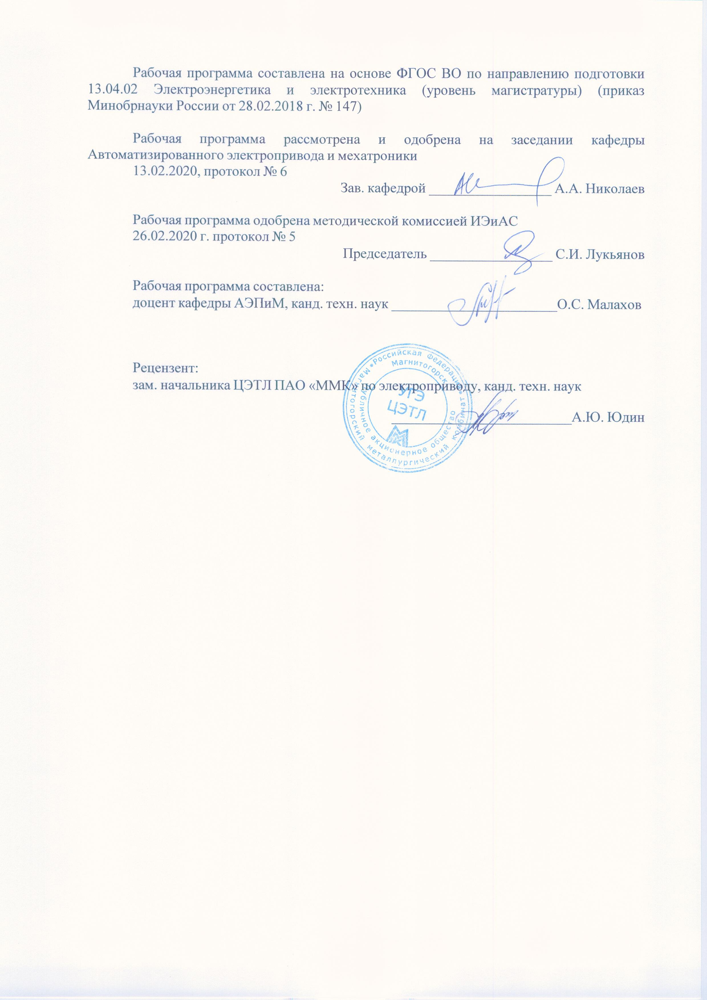 Рабочая программа составлена на основе ФГОС ВО по направлению подготовки
13.04.02 Электроэнергетика и электротехника (уровень магистратуры) (приказ
Минобрнауки России от 28.02.2018 г. № 147)
Рабочая программа рассмотрена и одобрена на заседании кафедры
Автоматизированного электропривода и мехатроники
13.02.2020, протокол № 6
Зав. кафедрой А.А. Николаев
Рабочая программа одобрена методической комиссией ИЭиАС
26.02.2020 г. протокол № 5
Председатель С.И. Лукьянов
Рабочая программа составлена:
доцент кафедры АЭПиМ, канд. техн. наук О.С. Малахов
Рецензент:
зам. начальника ЦЭТЛ ПАО «ММК» по электроприводу, канд. техн. наук
А.Ю. Юдин
*Российская Федерация*
Магнитогорский металлургический комбинат
Магнитогорск
Публичное акционерное общество
УГЭ
ЦЭТЛ